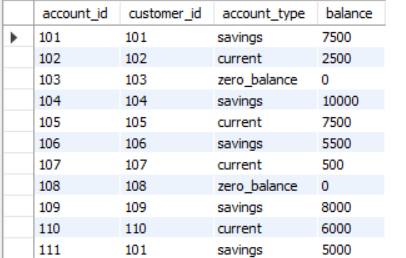 account_id customer_id account_type balance
101 101 savings 7500
102 102 current 2500
103 103 zero_balance 0
104 104 savings 10000
105 105 current 7500
106 106 savings 5500
107 107 current 500
108 108 zero_balance 0
109 109 savings 8000
110 110 current 6000
111 101 savings 5000